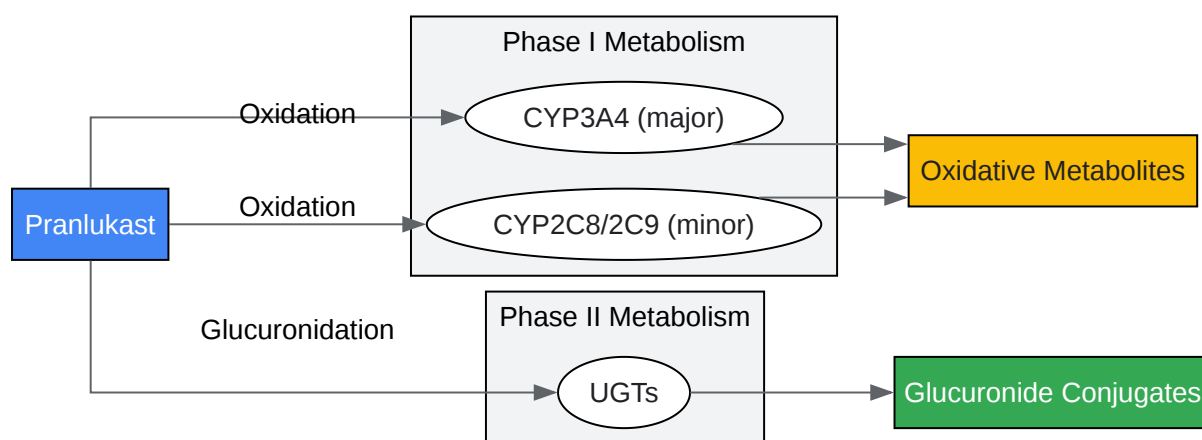 Phase I Metabolism
Oxidation
CYP3A4 (major)
Oxidative Metabolites
Pranlukast
Oxidation
CYP2C8/2C9 (minor)
Phase II Metabolism
Glucuronidation
UGTs
Glucuronide Conjugates